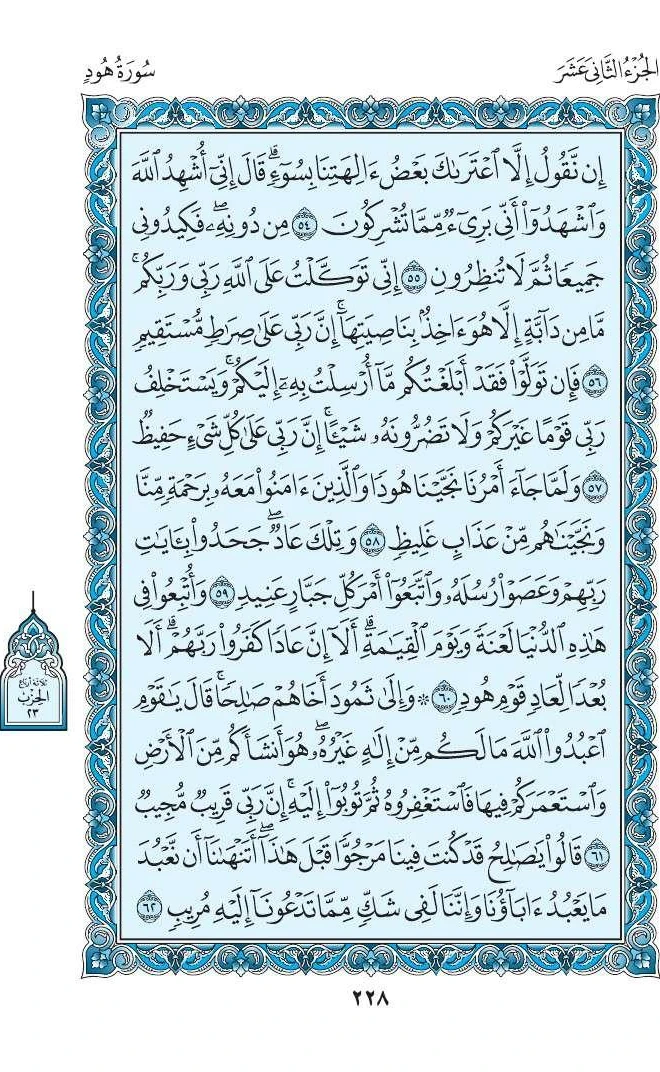 الجُزْءُ الثَّانِي عَشَرَ
سُورَةُ هُودٍ
إِن نَّقُولُ إِلَّا ٱعْتَرَىٰكَ بَعْضُ ءَالِهَتِنَا بِسُوٓءٖۗ قَالَ إِنِّيٓ أُشْهِدُ ٱللَّهَ
وَٱشْهَدُوٓا۟ أَنِّي بَرِيٓءٞ مِّمَّا تُشْرِكُونَ ٥٤ مِن دُونِهِۦۖ فَكِيدُونِي
جَمِيعٗا ثُمَّ لَا تُنظِرُونِ ٥٥ إِنِّي تَوَكَّلْتُ عَلَى ٱللَّهِ رَبِّي وَرَبِّكُمۚ
مَّا مِن دَآبَّةٍ إِلَّا هُوَ ءَاخِذُۢ بِنَاصِيَتِهَآۚ إِنَّ رَبِّي عَلَىٰ صِرَٰطٖ مُّسْتَقِيمٖ
٥٦ فَإِن تَوَلَّوْا۟ فَقَدْ أَبْلَغْتُكُم مَّآ أُرْسِلْتُ بِهِۦٓ إِلَيْكُمْۚ وَيَسْتَخْلِفُ
رَبِّي قَوْمًا غَيْرَكُمْ وَلَا تَضُرُّونَهُۥ شَيْـًٔاۚ إِنَّ رَبِّي عَلَىٰ كُلِّ شَيْءٍ حَفِيظٞ
٥٧ وَلَمَّا جَآءَ أَمْرُنَا نَجَّيْنَا هُودٗا وَٱلَّذِينَ ءَامَنُوا۟ مَعَهُۥ بِرَحْمَةٖ مِّنَّا
وَنَجَّيْنَٰهُم مِّنْ عَذَابٍ غَلِيظٖ ٥٨ وَتِلْكَ عَادٞۖ جَحَدُوا۟ بِـَٔايَٰتِ
رَبِّهِمْ وَعَصَوْا۟ رُسُلَهُۥ وَٱتَّبَعُوٓا۟ أَمْرَ كُلِّ جَبَّارٍ عَنِيدٖ ٥٩ وَأُتْبِعُوا۟ فِي
هَٰذِهِ ٱلدُّنْيَا لَعْنَةٗ وَيَوْمَ ٱلْقِيَٰمَةِۗ أَلَآ إِنَّ عَادٗا كَفَرُوا۟ رَبَّهُمْۗ أَلَا
بُعْدٗا لِّعَادٖ قَوْمِ هُودٖ ٦٠ ۞ وَإِلَىٰ ثَمُودَ أَخَاهُمْ صَٰلِحٗاۚ قَالَ يَٰقَوْمِ
ٱعْبُدُوا۟ ٱللَّهَ مَا لَكُم مِّنْ إِلَٰهٍ غَيْرُهُۥۖ هُوَ أَنشَأَكُم مِّنَ ٱلْأَرْضِ
وَٱسْتَعْمَرَكُمْ فِيهَا فَٱسْتَغْفِرُوهُ ثُمَّ تُوبُوٓا۟ إِلَيْهِۚ إِنَّ رَبِّي قَرِيبٞ مُّجِيبٞ
٦١ قَالُوا۟ يَٰصَٰلِحُ قَدْ كُنتَ فِينَا مَرْجُوّٗا قَبْلَ هَٰذَآۖ أَتَنْهَىٰنَآ أَن نَّعْبُدَ
مَا يَعْبُدُ ءَابَآؤُنَا وَإِنَّنَا لَفِي شَكّٖ مِّمَّا تَدْعُونَآ إِلَيْهِ مُرِيبٖ ٦٢
ثلاثة أرباع
الحزب
٢٣
٢٢٨